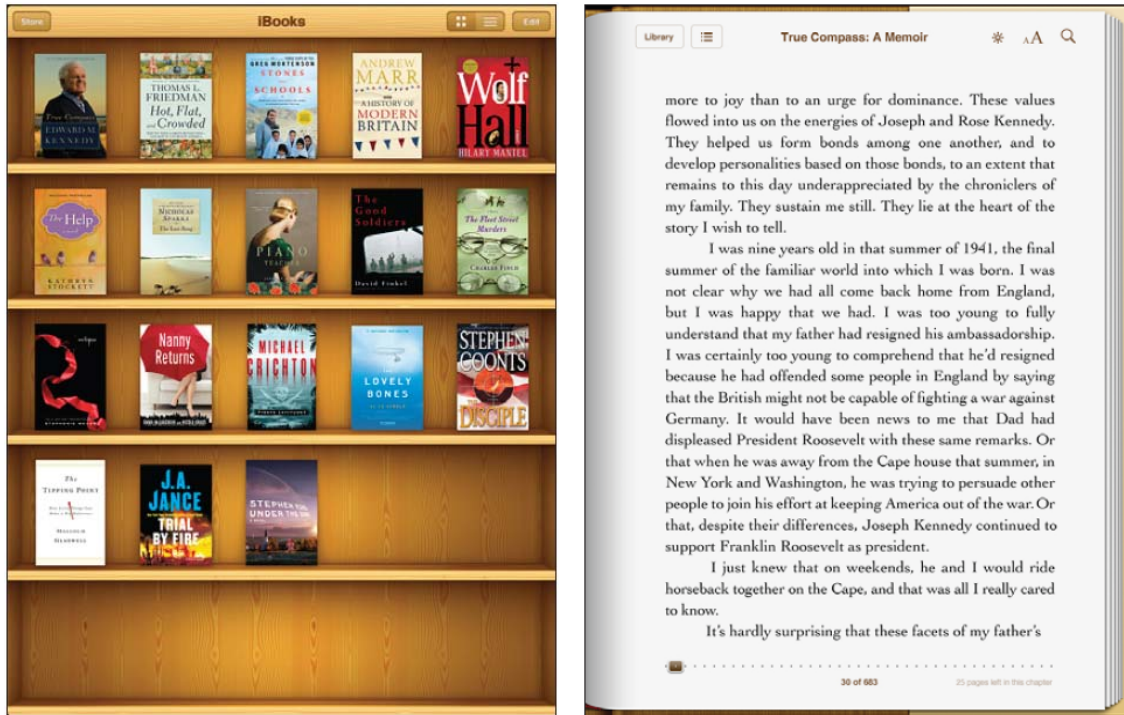 Store
iBooks
Edit
True Compass
EDWARD M.
KENNEDY
THOMAS L.
FRIEDMAN
Hot, Flat,
and
Crowded
GREG MORTENSON
STONES
SCHOOLS
ANDREW
MARR
A HISTORY OF
MODERN
BRITAIN
Wolf
Hall
HILARY MANTEL
The Help
KATHRYN
STOCKETT
NICHOLAS
SPARKS
The Last Song
PIANO
TEACHER
The
Good
Soldiers
David Finkel
The Fleet Street
Murders
CHARLES FINCH
eclipse
Nanny
Returns
MICHAEL
CRICHTON
PIRATE LATITUDES
LOVELY
BONES
STEPHEN
COONTS
DISCIPLE
The
TIPPING POINT
MALCOLM
GLADWELL
J.A.
JANCE
TRIAL
BY FIRE
STEPHEN KING
UNDER THE DOME
Library
True Compass: A Memoir
AA
more to joy than to an urge for dominance. These values
flowed into us on the energies of Joseph and Rose Kennedy.
They helped us form bonds among one another, and to
develop personalities based on those bonds, to an extent that
remains to this day underappreciated by the chroniclers of
my family. They sustain me still. They lie at the heart of the
story I wish to tell.
I was nine years old in that summer of 1941, the final
summer of the familiar world into which I was born. I was
not clear why we had all come back home from England,
but I was happy that we had. I was too young to fully
understand that my father had resigned his ambassadorship.
I was certainly too young to comprehend that he'd resigned
because he had offended some people in England by saying
that the British might not be capable of fighting a war against
Germany. It would have been news to me that Dad had
displeased President Roosevelt with these same remarks. Or
that when he was away from the Cape house that summer, in
New York and Washington, he was trying to persuade other
people to join his effort at keeping America out of the war. Or
that, despite their differences, Joseph Kennedy continued to
support Franklin Roosevelt as president.
I just knew that on weekends, he and I would ride
horseback together on the Cape, and that was all I really cared
to know.
It's hardly surprising that these facets of my father's
30 of 683
25 pages left in this chapter